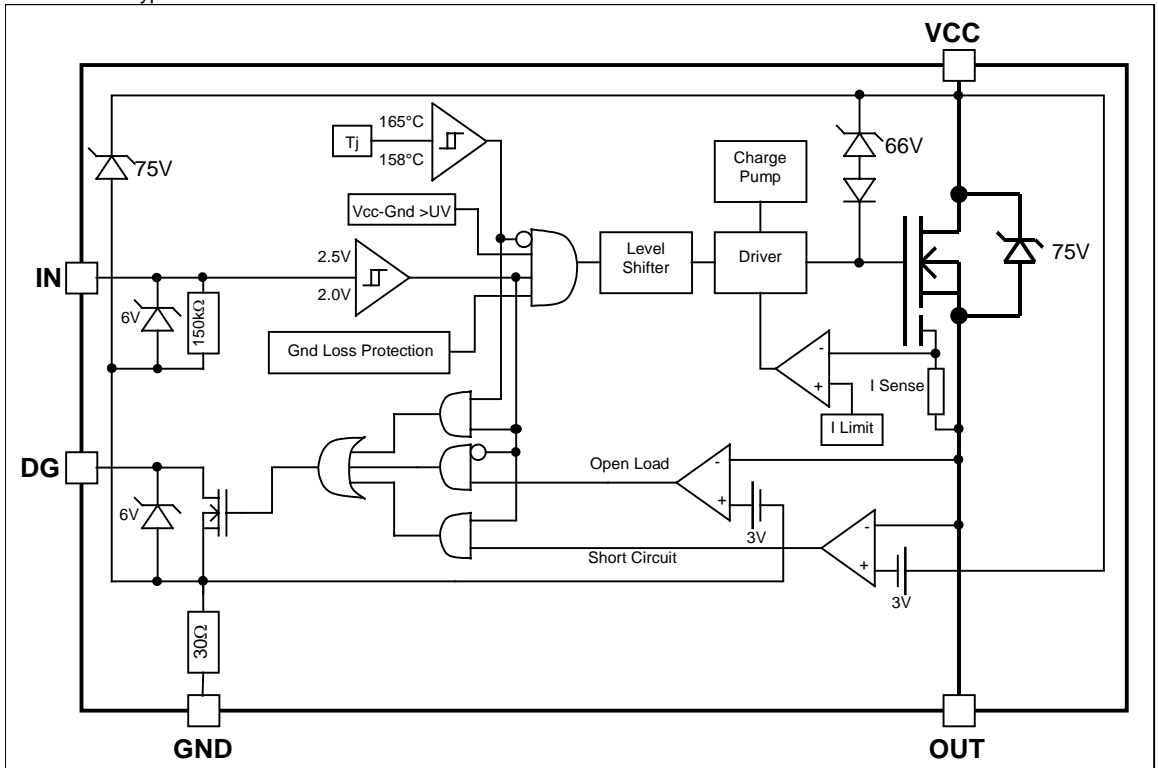 VCC
165°C
Tj
158°C
75V
Charge
Pump
66V
Vcc-Gnd >UV
2.5V
Level
Shifter
Driver
75V
IN
2.0V
6V
150kΩ
Gnd Loss Protection
-
+
I Sense
I Limit
DG
Open Load
-
+
3V
6V
-
+
Short Circuit
3V
30Ω
GND
OUT